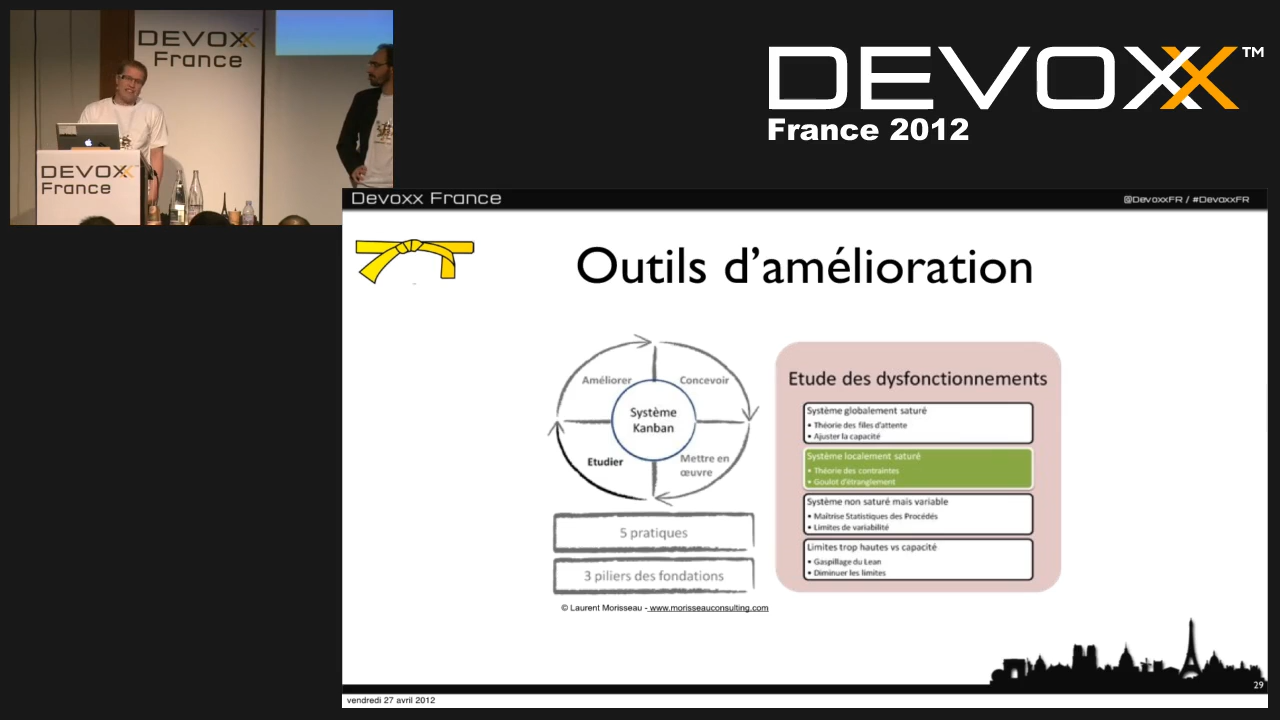 DEVOXX
France
DEVOXX
France
DEVOXX™
France 2012
Devoxx France
@DevoxxFR / #DevoxxFR
Outils d’amélioration
Améliorer
Concevoir
Système
Kanban
Etudier
Mettre en
œuvre
5 pratiques
3 piliers des fondations
© Laurent Morisseau - www.morisseauconsulting.com
Etude des dysfonctionnements
Système globalement saturé
• Théorie des files d'attente
• Ajuster la capacité
Système localement saturé
• Théorie des contraintes
• Goulot d'étranglement
Système non saturé mais variable
• Maîtrise Statistiques des Procédés
• Limites de variabilité
Limites trop hautes vs capacité
• Gaspillage du Lean
• Diminuer les limites
29
vendredi 27 avril 2012